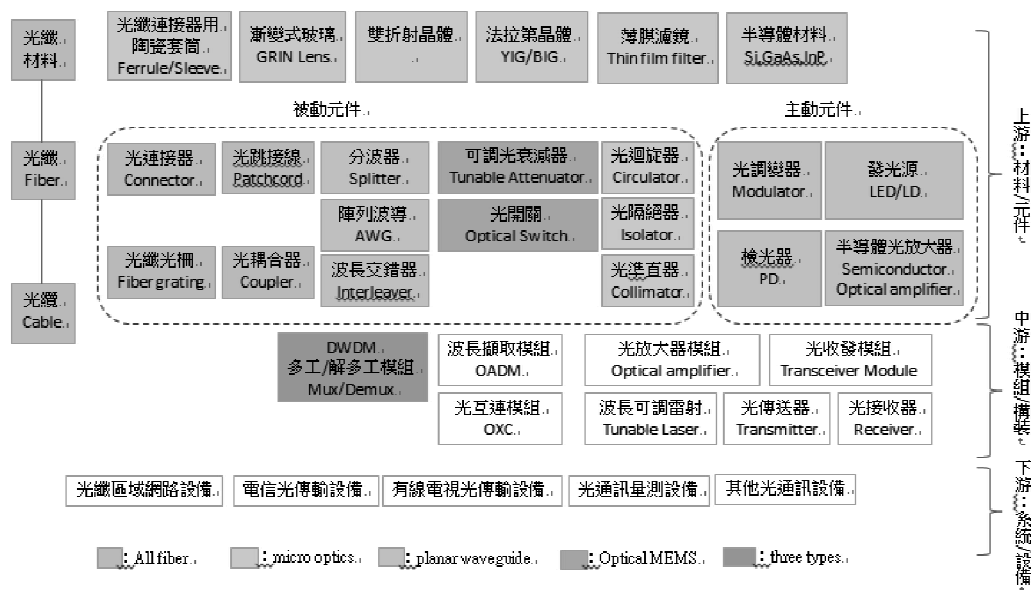 光纖
材料
光纖連接器用
陶瓷套筒
Ferrule/Sleeve
漸變式玻璃
GRIN Lens
雙折射晶體
法拉第晶體
YIG/BIG
薄膜濾鏡
Thin film filter
半導體材料
Si,GaAs,InP
被動元件
主動元件
光纖
Fiber
光連接器
Connector
光跳接線
Patchcord
分波器
Splitter
可調光衰減器
Tunable Attenuator
光迴旋器
Circulator
光調變器
Modulator
發光源
LED/LD
陣列波導
AWG
光開關
Optical Switch
光隔絕器
Isolator
光纖光柵
Fiber grating
光耦合器
Coupler
波長交錯器
Interleaver
光準直器
Collimator
檢光器
PD
半導體光放大器
Semiconductor
Optical amplifier
光纜
Cable
上游：材料/元件
DWDM
多工/解多工模組
Mux/Demux
波長擷取模組
OADM
光放大器模組
Optical amplifier
光收發模組
Transceiver Module
光互連模組
OXC
波長可調雷射
Tunable Laser
光傳送器
Transmitter
光接收器
Receiver
中游：模組/構裝
光纖區域網路設備
電信光傳輸設備
有線電視光傳輸設備
光通訊量測設備
其他光通訊設備
下游：系統/設備
：All fiber
：micro optics
：planar waveguide
：Optical MEMS
：three types